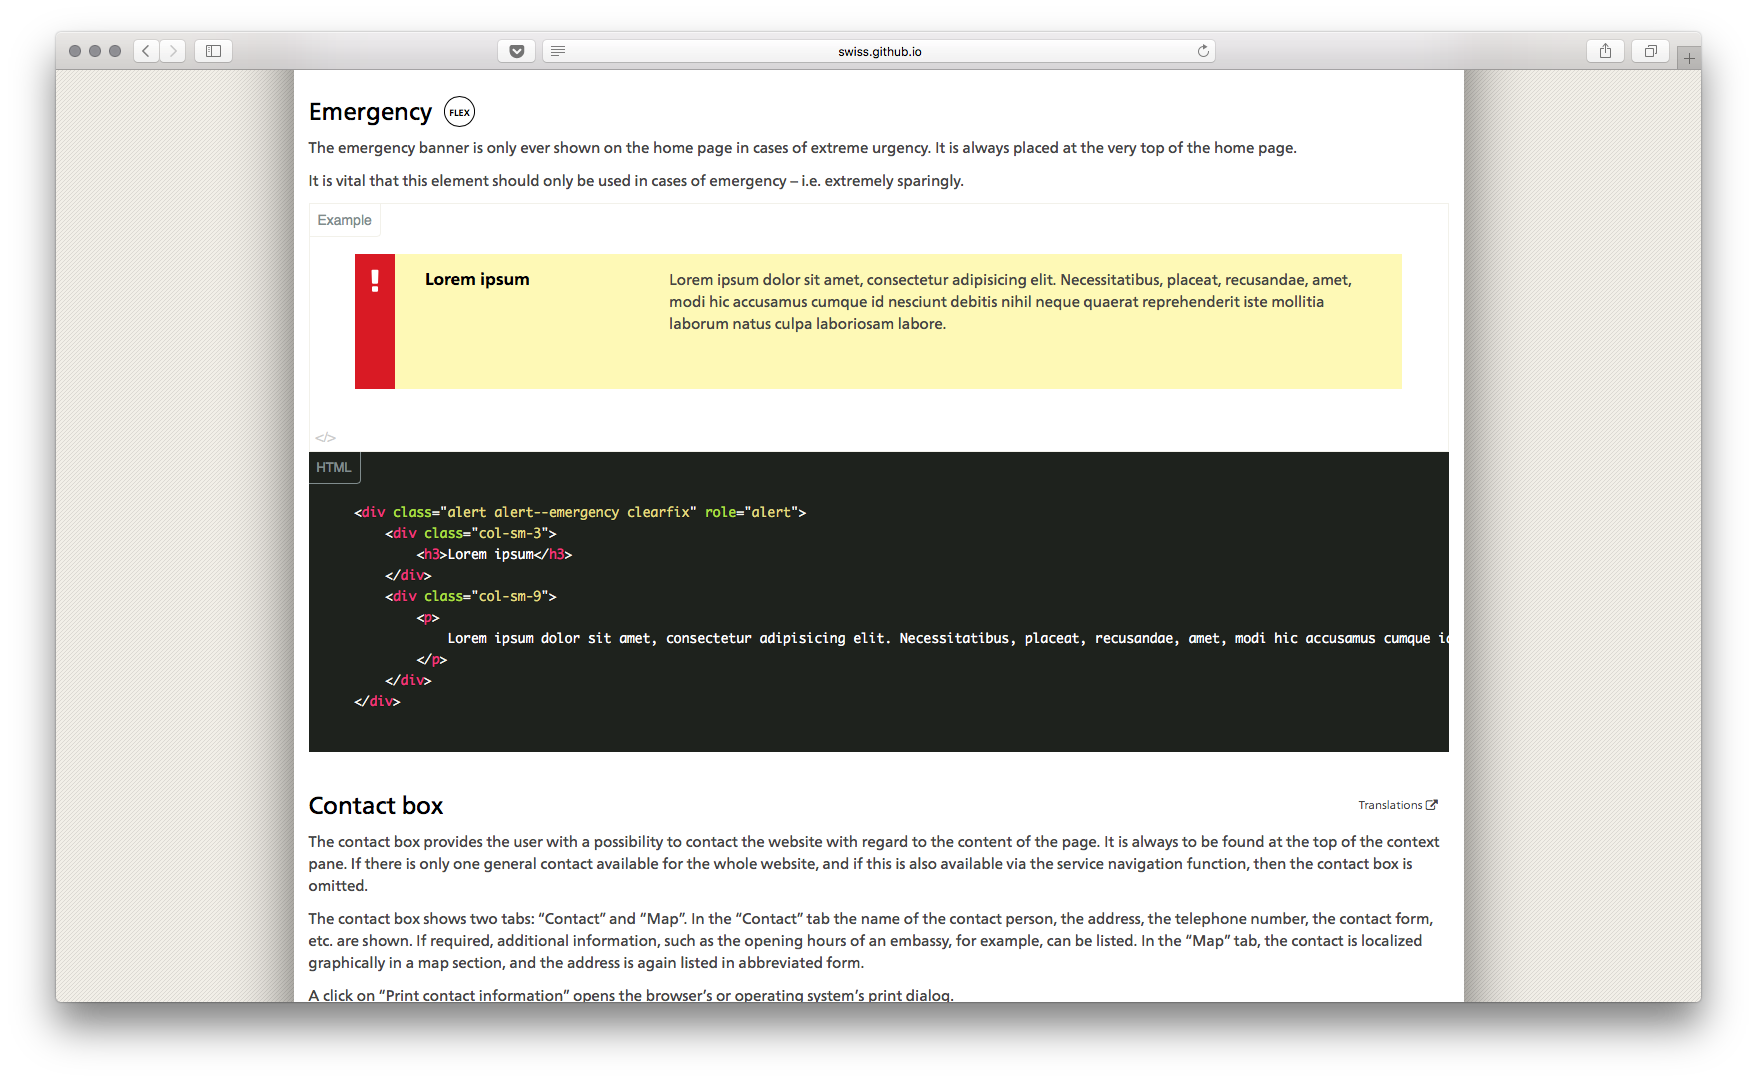 swiss.github.io
Emergency FLEX
The emergency banner is only ever shown on the home page in cases of extreme urgency. It is always placed at the very top of the home page.
It is vital that this element should only be used in cases of emergency – i.e. extremely sparingly.
Example
!
Lorem ipsum
Lorem ipsum dolor sit amet, consectetur adipisicing elit. Necessitatibus, placeat, recusandae, amet,
modi hic accusamus cumque id nesciunt debitis nihil neque quaerat reprehenderit iste mollitia
laborum natus culpa laboriosam labore.
</>
HTML
<div class="alert alert--emergency clearfix" role="alert">
<div class="col-sm-3">
<h3>Lorem ipsum</h3>
</div>
<div class="col-sm-9">
<p>
Lorem ipsum dolor sit amet, consectetur adipisicing elit. Necessitatibus, placeat, recusandae, amet, modi hic accusamus cumque
</p>
</div>
</div>
Contact box
Translations
The contact box provides the user with a possibility to contact the website with regard to the content of the page. It is always to be found at the top of the context
pane. If there is only one general contact available for the whole website, and if this is also available via the service navigation function, then the contact box is
omitted.
The contact box shows two tabs: “Contact” and “Map”. In the “Contact” tab the name of the contact person, the address, the telephone number, the contact form,
etc. are shown. If required, additional information, such as the opening hours of an embassy, for example, can be listed. In the “Map” tab, the contact is localized
graphically in a map section, and the address is again listed in abbreviated form.
A click on “Print contact information” opens the browser’s or operating system’s print dialog.